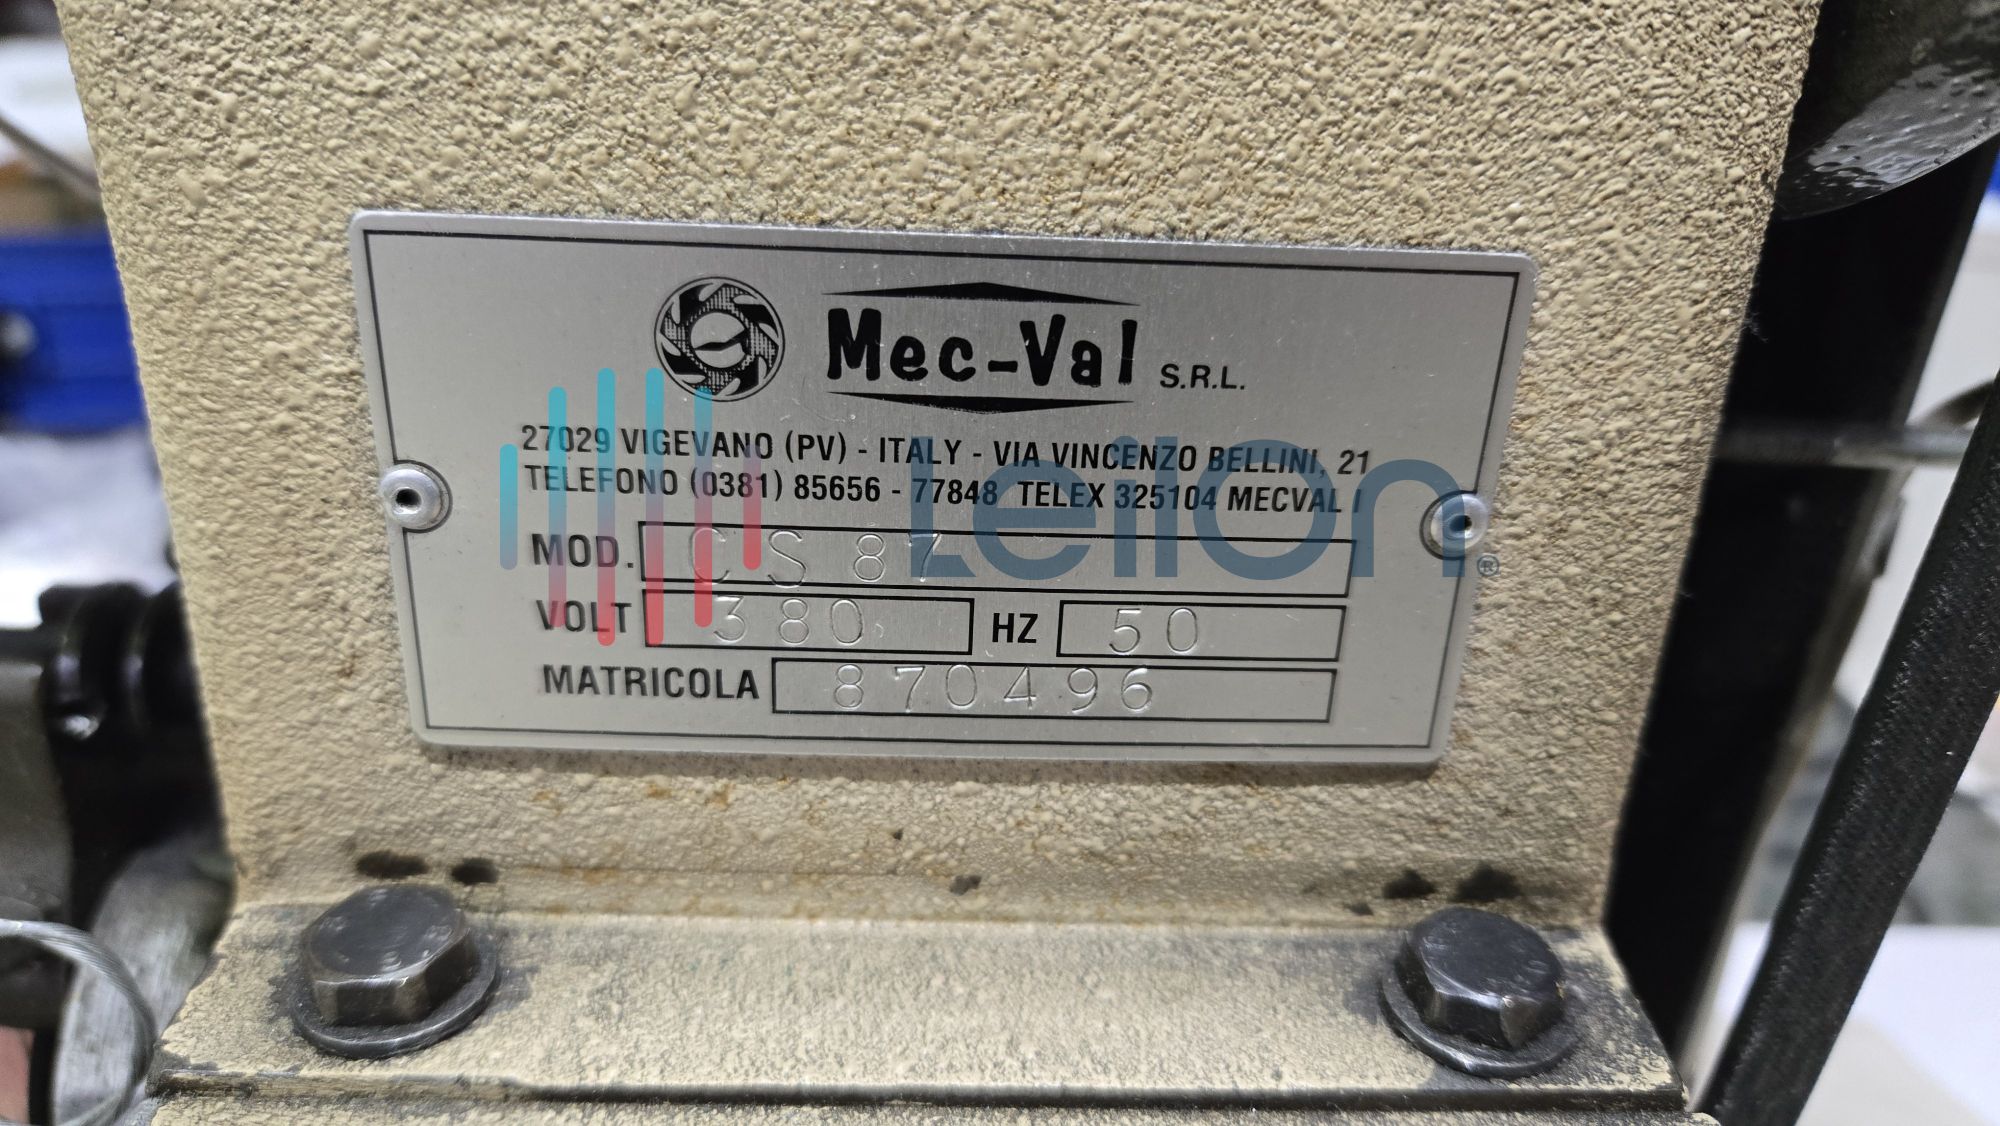 Mec-Val S.R.L.
27029 VIGEVANO (PV) - ITALY - VIA VINCENZO BELLINI, 21
TELEFONO (0381) 85656 - 77848 TELEX 325104 MECVAL I
MOD. CS 87
VOLT 380 HZ 50
MATRICOLA 870496
Leilon ®